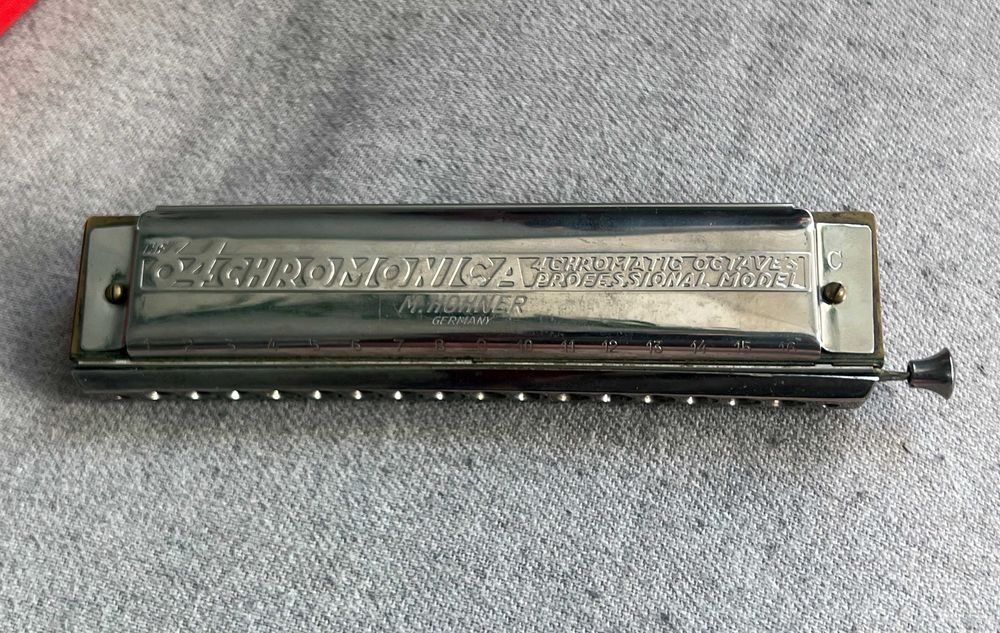 THE
64 CHROMONICA
4 CHROMATIC OCTAVES
PROFESSIONAL MODEL
C
M. HOHNER
GERMANY
1 2 3 4 5 6 7 8 9 10 11 12 13 14 15 16